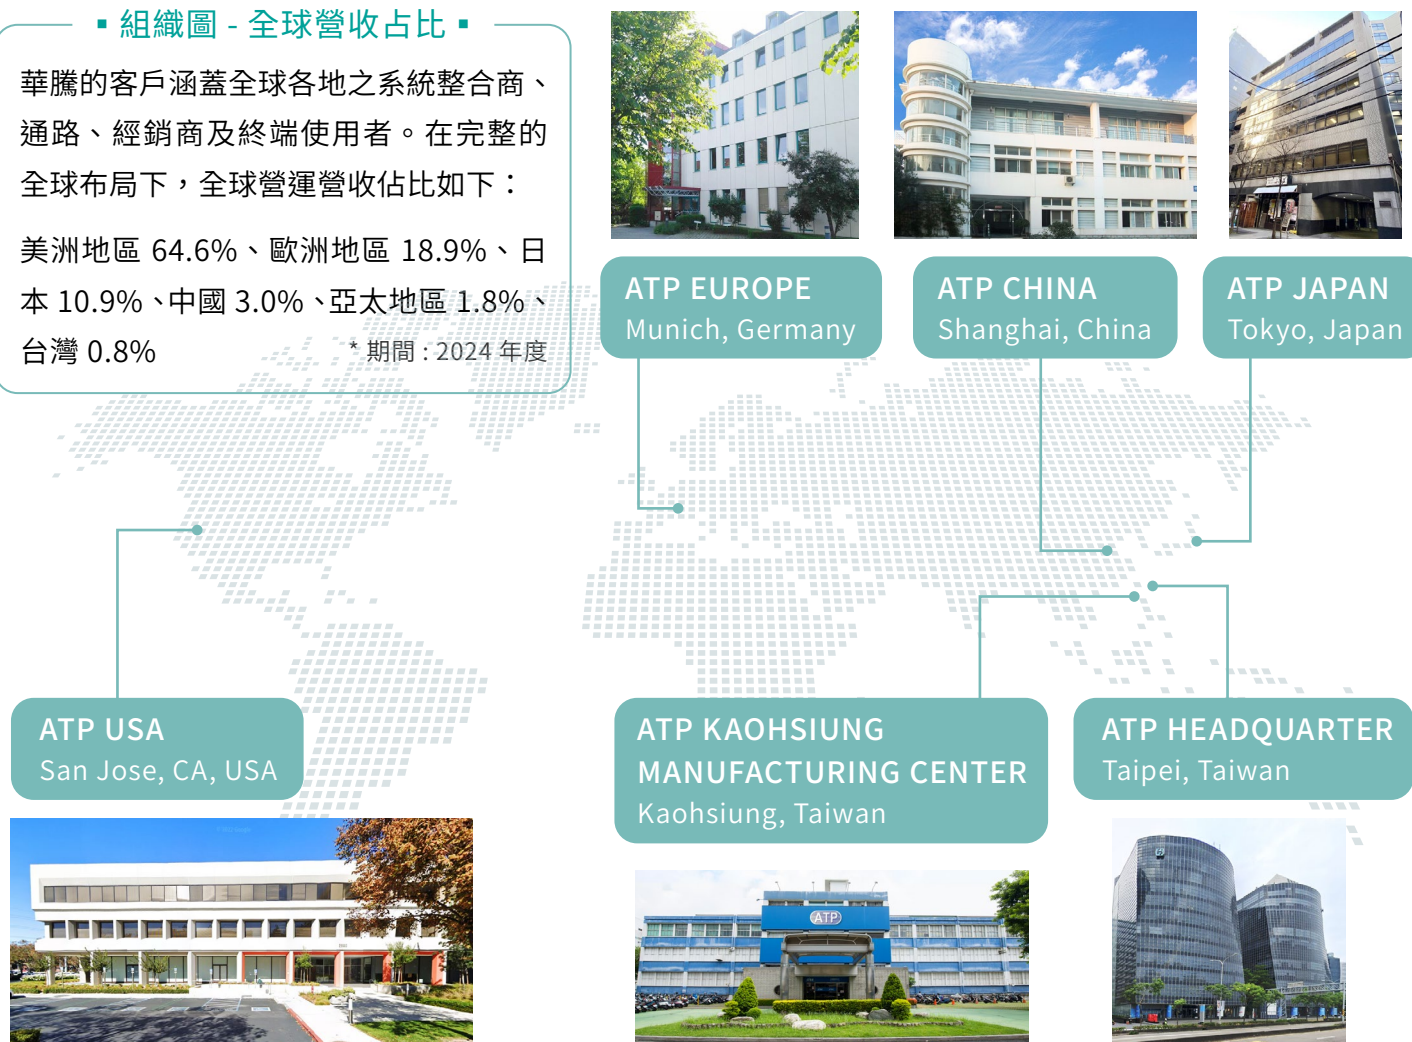 ▪ 組織圖 - 全球營收占比 ▪
華騰的客戶涵蓋全球各地之系統整合商、
通路、經銷商及終端使用者。在完整的
全球布局下，全球營運營收佔比如下：
美洲地區 64.6%、歐洲地區 18.9%、日
本 10.9%、中國 3.0%、亞太地區 1.8%、
台灣 0.8%
* 期間 : 2024 年度
ATP EUROPE
Munich, Germany
ATP CHINA
Shanghai, China
ATP JAPAN
Tokyo, Japan
ATP USA
San Jose, CA, USA
ATP KAOHSIUNG
MANUFACTURING CENTER
Kaohsiung, Taiwan
ATP HEADQUARTER
Taipei, Taiwan
ATP